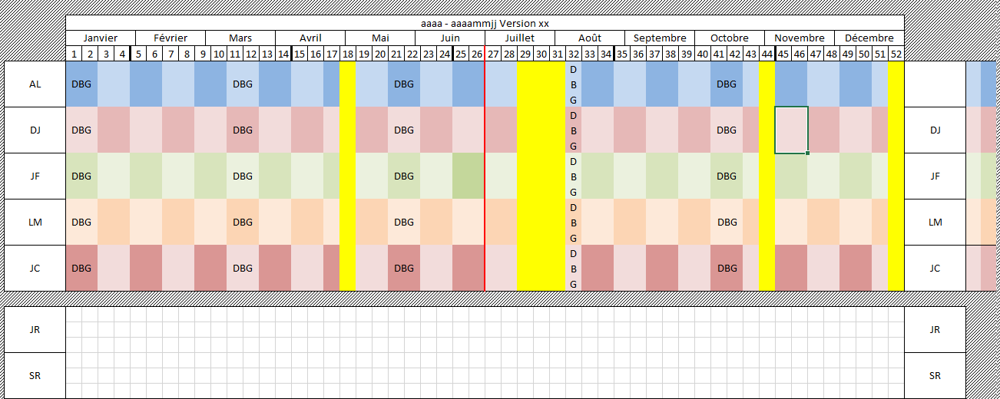 aaaa - aaaammjj Version xx
Janvier Février Mars Avril Mai Juin Juillet Août Septembre Octobre Novembre Décembre
1 2 3 4 5 6 7 8 9 10 11 12 13 14 15 16 17 18 19 20 21 22 23 24 25 26 27 28 29 30 31 32 33 34 35 36 37 38 39 40 41 42 43 44 45 46 47 48 49 50 51 52
AL DBG DBG DBG D B G DBG
DJ DBG DBG DBG D B G DBG DJ
JF DBG DBG DBG D B G DBG JF
LM DBG DBG DBG D B G DBG LM
JC DBG DBG DBG D B G DBG JC
JR JR
SR SR